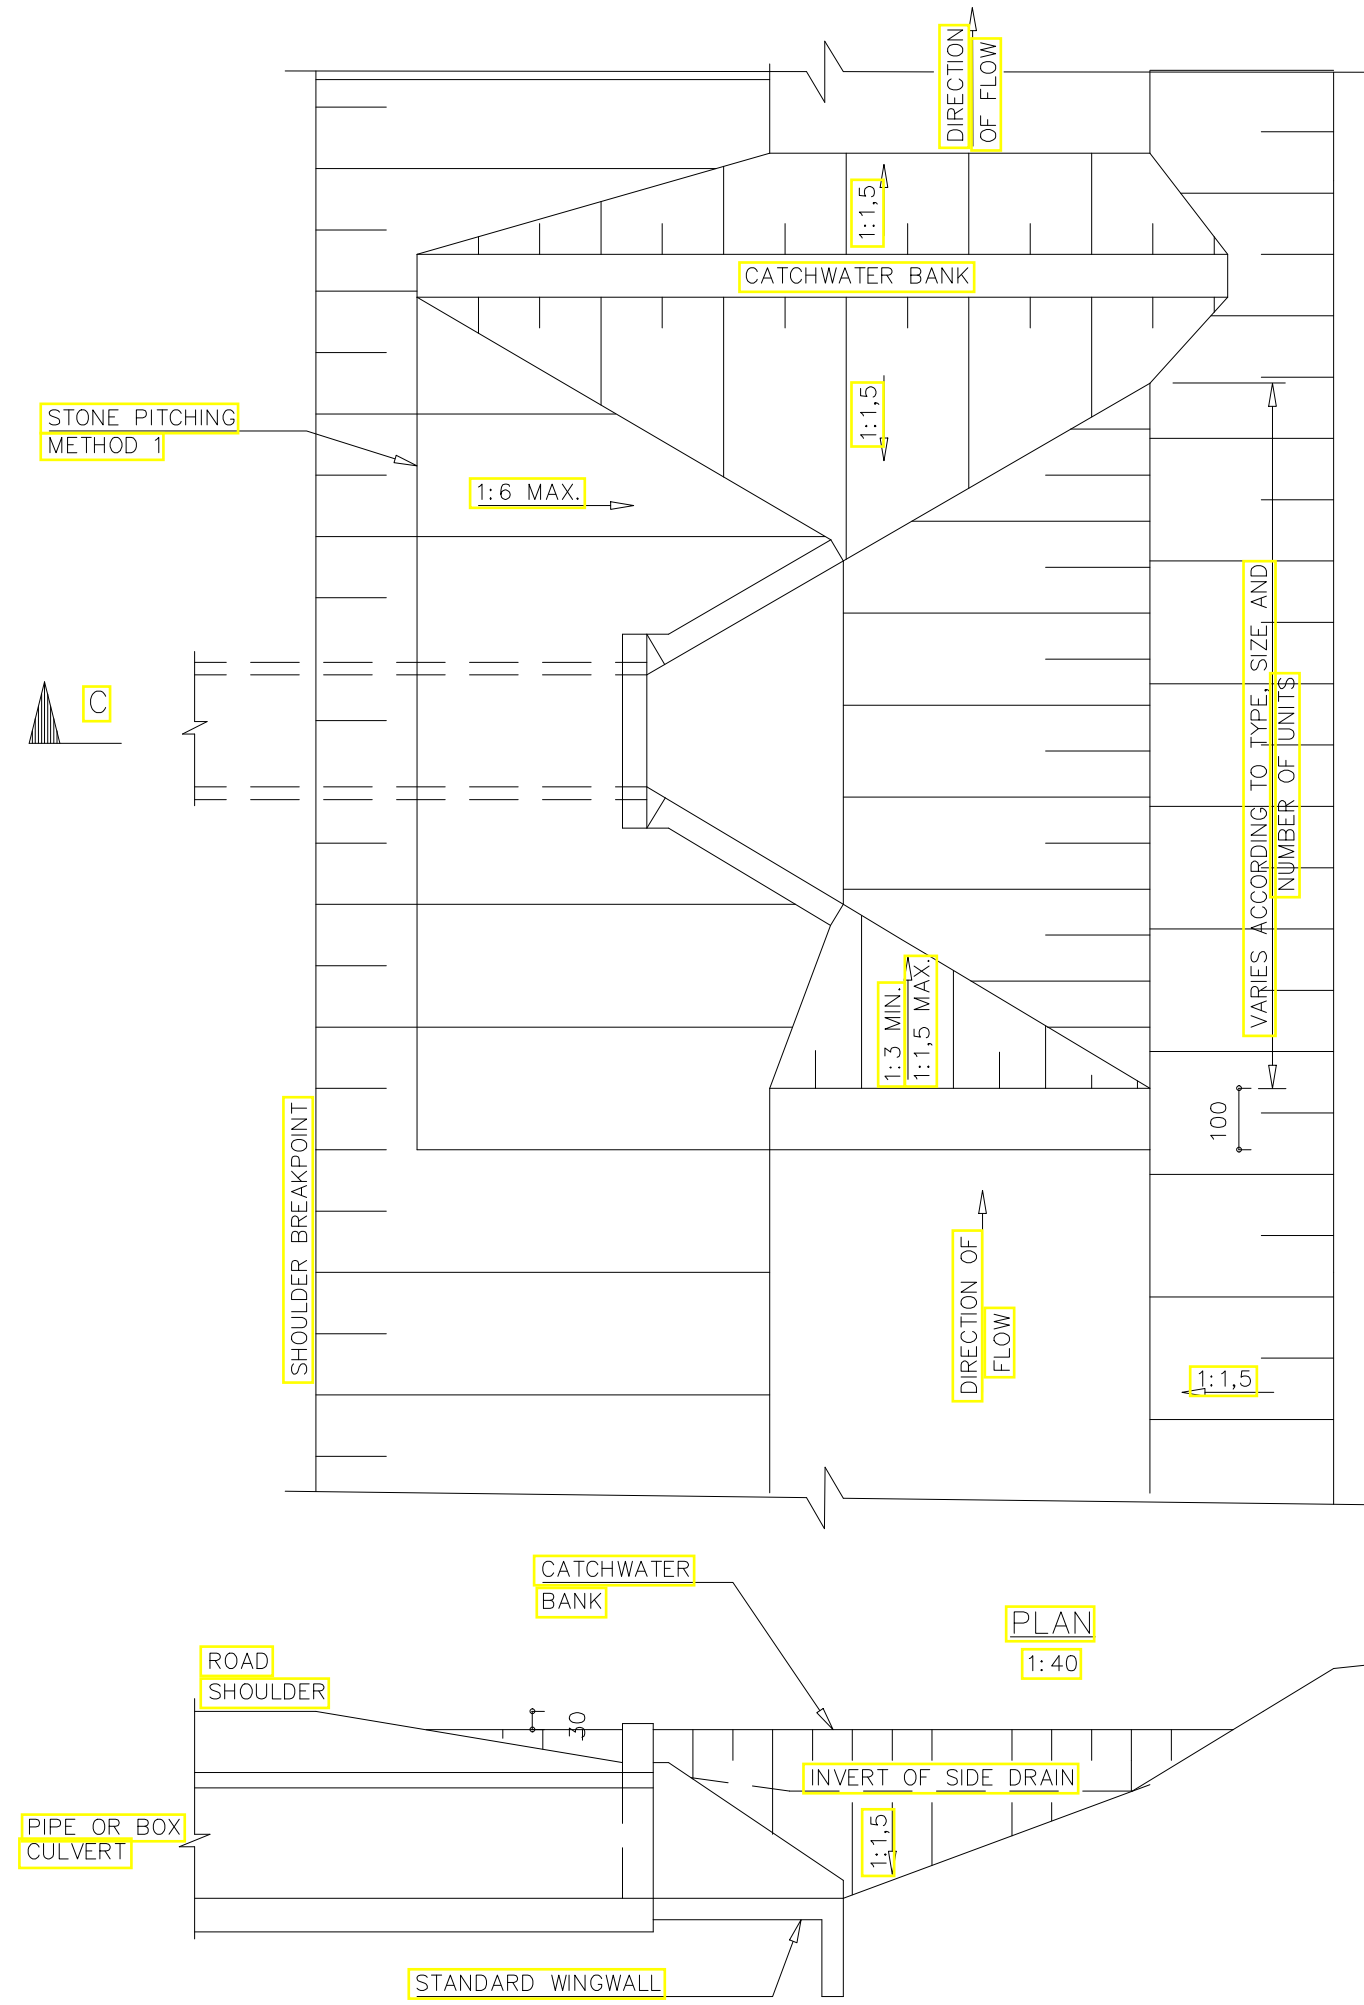 DIRECTION
OF FLOW
1:1,5
CATCHWATER BANK
1:1,5
STONE PITCHING
METHOD 1
1:6 MAX.
VARIES ACCORDING TO TYPE, SIZE AND
NUMBER OF UNITS
C
1:3 MIN.
1:1,5 MAX.
100
SHOULDER BREAKPOINT
DIRECTION OF
FLOW
1:1,5
CATCHWATER
BANK
PLAN
1:40
ROAD
SHOULDER
30
INVERT OF SIDE DRAIN
1:1,5
PIPE OR BOX
CULVERT
STANDARD WINGWALL